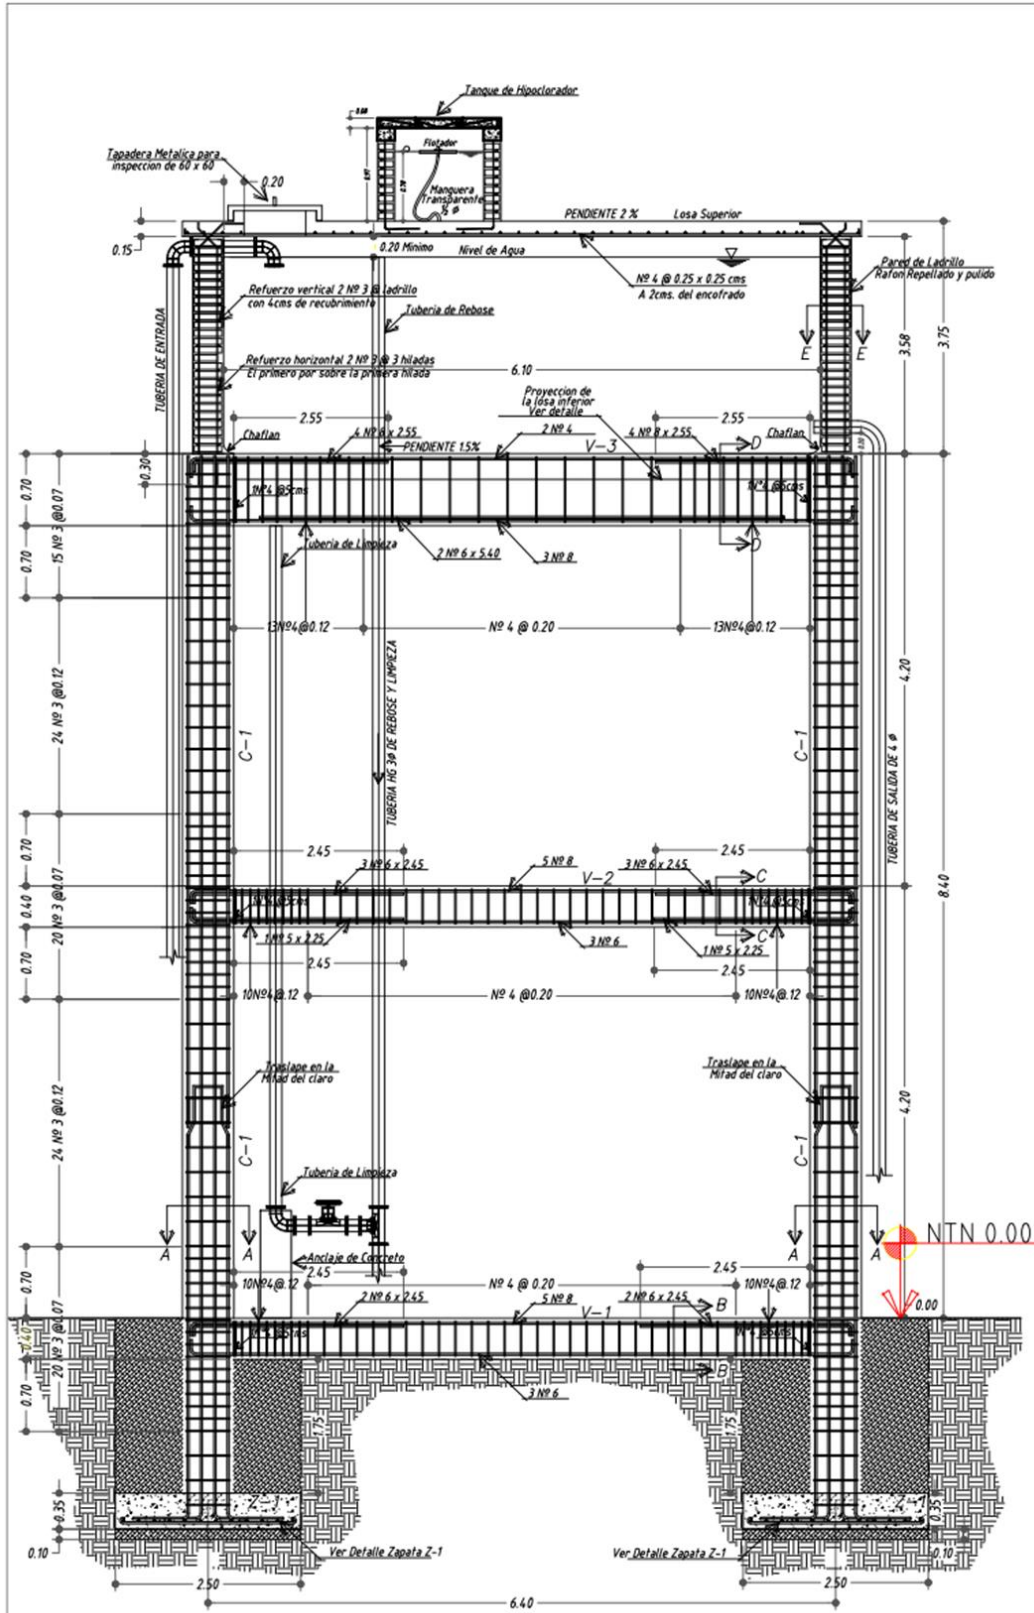 Tanque de Hipoclorador
Flotador
Tapadera Metalica para
inspeccion de 60 x 60
0.20
Manguera
Transparente
½ Ø
PENDIENTE 2 %
Losa Superior
0.15
0.20 Minimo
Nivel de Agua
Nº 4 @ 0.25 x 0.25 cms
A 2cms. del encofrado
Pared de Ladrillo
Rafon Repellado y pulido
Refuerzo vertical 2 Nº 3 @ ladrillo
con 4cms de recubrimiento
Tuberia de Rebose
TUBERIA DE ENTRADA
E
E
3.58
3.75
Refuerzo horizontal 2 Nº 3 @ 3 hiladas
El primero por sobre la primera hilada
6.10
Proyeccion de
la losa inferior
Ver detalle
2.55
2.55
Chaflan
4 Nº 8 x 2.55
PENDIENTE 1.5%
2 Nº 4
V-3
4 Nº 8 x 2.55
D
Chaflan
0.30
0.70
15 Nº 3 @0.07
1Nº4 @5cms
1Nº4 @5cms
Tuberia de Limpieza
2 Nº 6 x 5.40
3 Nº 8
D
0.70
13Nº4@0.12
Nº 4 @ 0.20
13Nº4@0.12
24 Nº 3 @0.12
C-1
TUBERIA HG 3Ø DE REBOSE Y LIMPIEZA
C-1
4.20
TUBERIA DE SALIDA DE 4 Ø
8.40
0.70
2.45
2.45
3 Nº 6 x 2.45
5 Nº 8
V-2
3 Nº 6 x 2.45
C
0.40
20 Nº 3 @0.07
1Nº4 @5cms
1Nº4 @5cms
1 Nº 5 x 2.25
3 Nº 6
1 Nº 5 x 2.25
C
0.70
2.45
2.45
10Nº4@.12
Nº 4 @0.20
10Nº4@.12
Traslape en la
Mitad del claro
Traslape en la
Mitad del claro
24 Nº 3 @0.12
C-1
C-1
4.20
Tuberia de Limpieza
A
A
A
A
NTN 0.00
Anclaje de Concreto
0.70
2.45
2.45
10Nº4@.12
Nº 4 @ 0.20
10Nº4@.12
0.00
2 Nº 6 x 2.45
5 Nº 8
V-1
2 Nº 6 x 2.45
B
0.40
20 Nº 3 @0.07
3 Nº 6
B
0.70
1.75
1.75
0.35
Z-1
Z-1
0.35
0.10
Ver Detalle Zapata Z-1
Ver Detalle Zapata Z-1
0.10
2.50
2.50
6.40